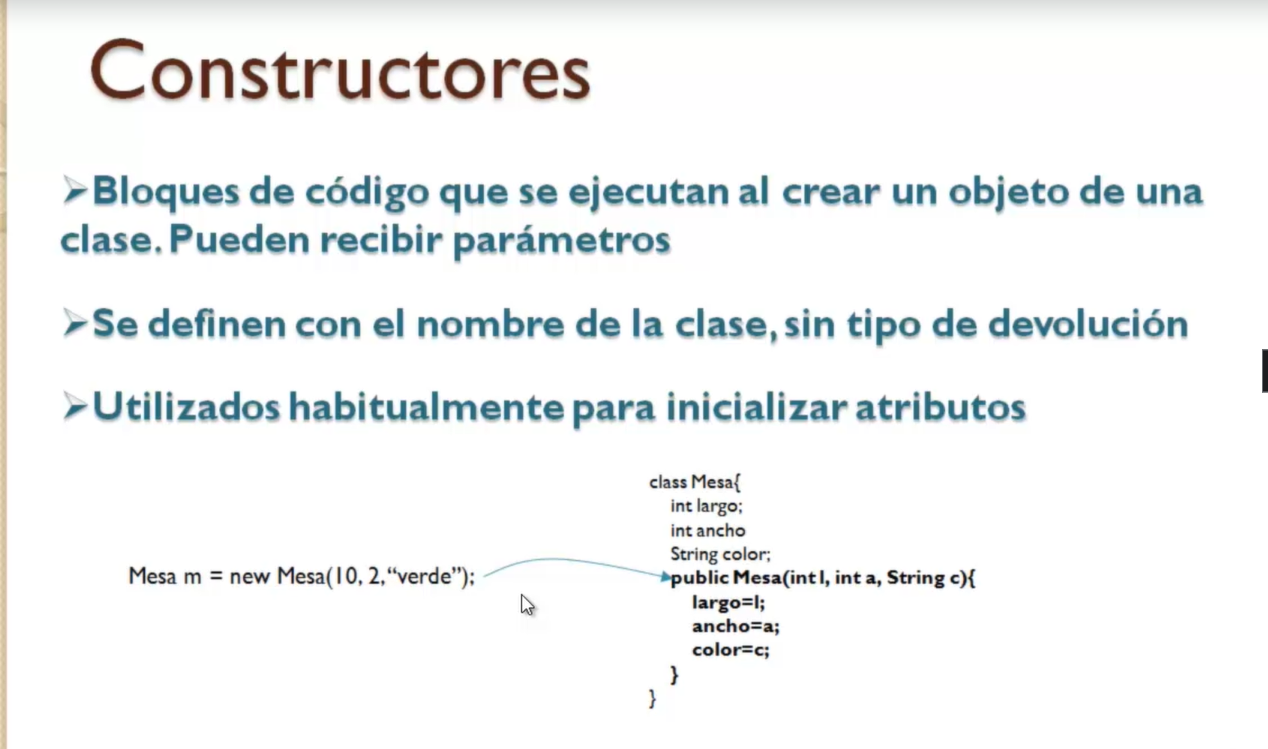 Constructores
➢Bloques de código que se ejecutan al crear un objeto de una
clase. Pueden recibir parámetros
➢Se definen con el nombre de la clase, sin tipo de devolución
➢Utilizados habitualmente para inicializar atributos
class Mesa{
int largo;
int ancho
String color;
Mesa m = new Mesa(10, 2,“verde”);
public Mesa(int l, int a, String c){
largo=l;
ancho=a;
color=c;
}
}